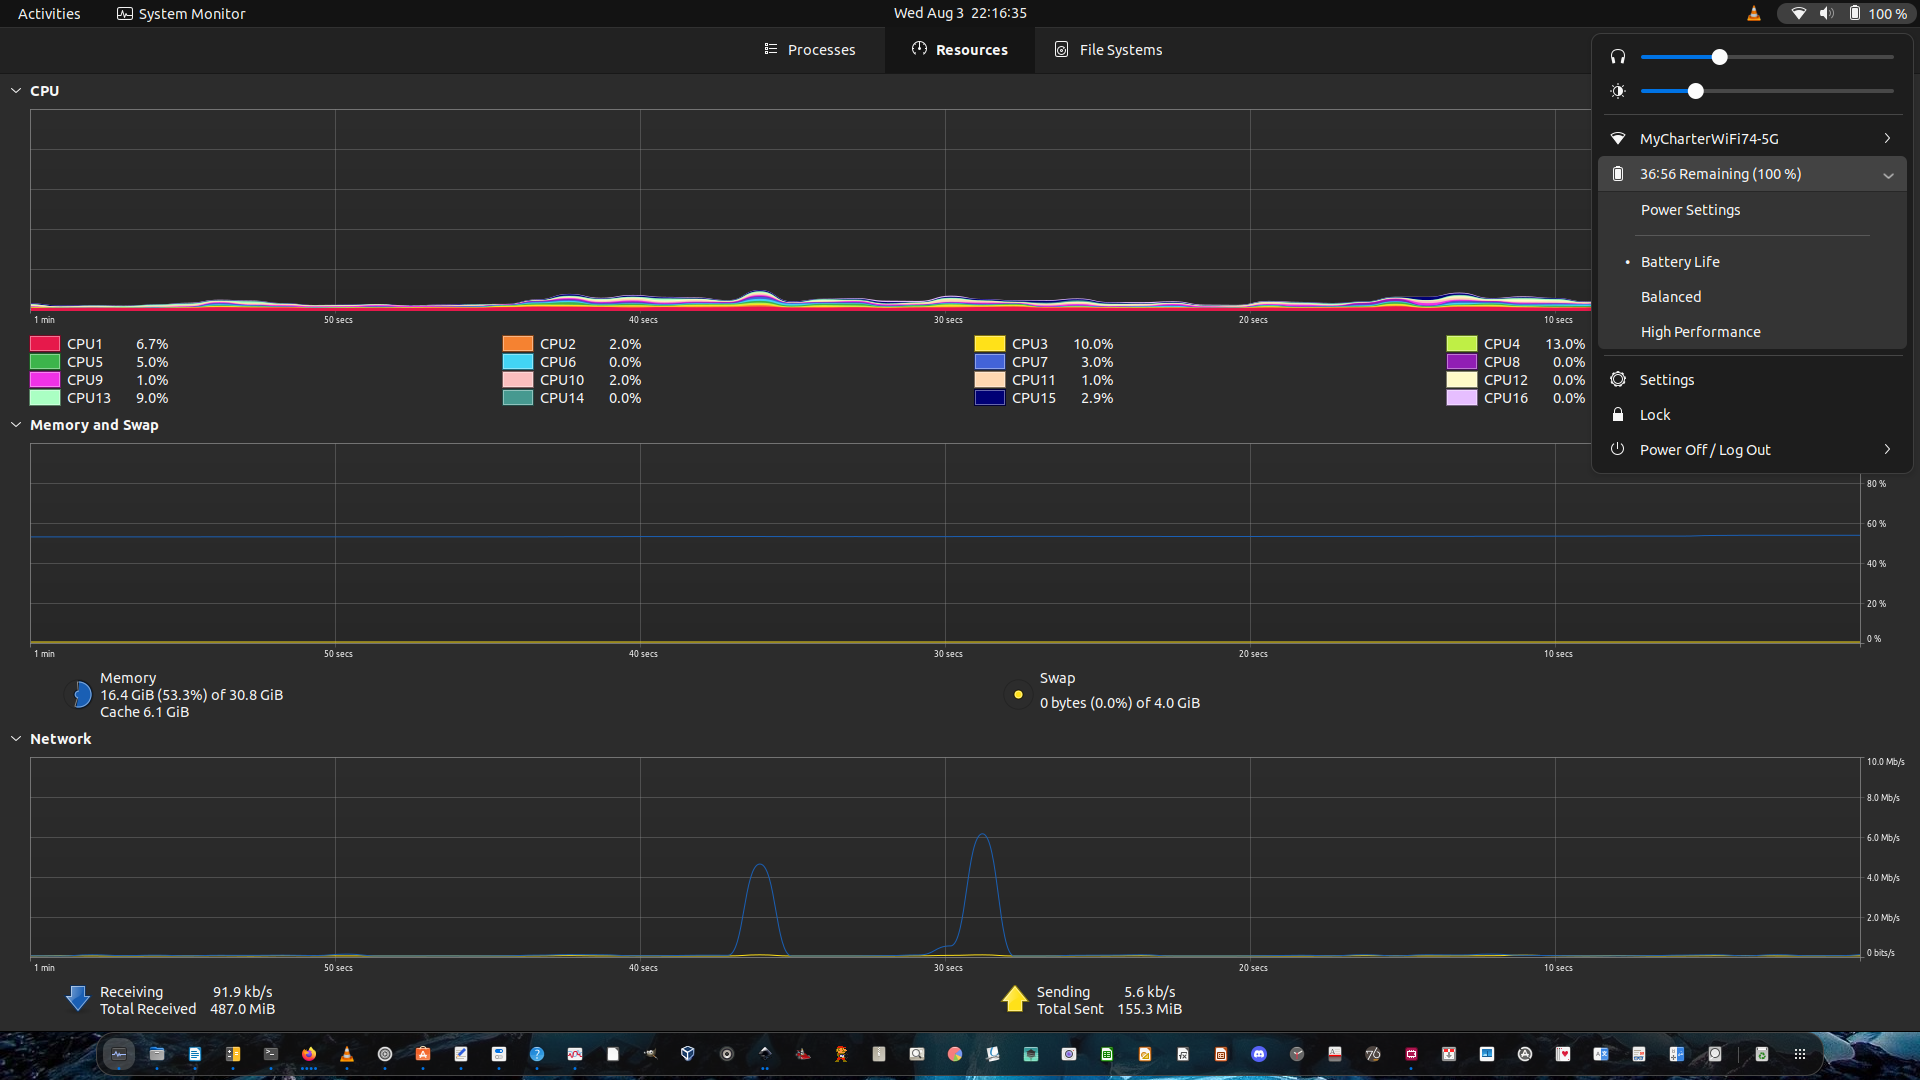 Activities System Monitor Wed Aug 3 22:16:35 100 %
Processes Resources File Systems
CPU
1 min 50 secs 40 secs 30 secs 20 secs 10 secs
CPU1 6.7% CPU2 2.0% CPU3 10.0% CPU4 13.0%
CPU5 5.0% CPU6 0.0% CPU7 3.0% CPU8 0.0%
CPU9 1.0% CPU10 2.0% CPU11 1.0% CPU12 0.0%
CPU13 9.0% CPU14 0.0% CPU15 2.9% CPU16 0.0%
MyCharterWiFi74-5G
36:56 Remaining (100 %)
Power Settings
Battery Life
Balanced
High Performance
Settings
Lock
Power Off / Log Out
Memory and Swap
80 %
60 %
40 %
20 %
0 %
1 min 50 secs 40 secs 30 secs 20 secs 10 secs
Memory
16.4 GiB (53.3%) of 30.8 GiB
Cache 6.1 GiB
Swap
0 bytes (0.0%) of 4.0 GiB
Network
10.0 Mb/s
8.0 Mb/s
6.0 Mb/s
4.0 Mb/s
2.0 Mb/s
0 bits/s
1 min 50 secs 40 secs 30 secs 20 secs 10 secs
Receiving 91.9 kb/s
Total Received 487.0 MiB
Sending 5.6 kb/s
Total Sent 155.3 MiB